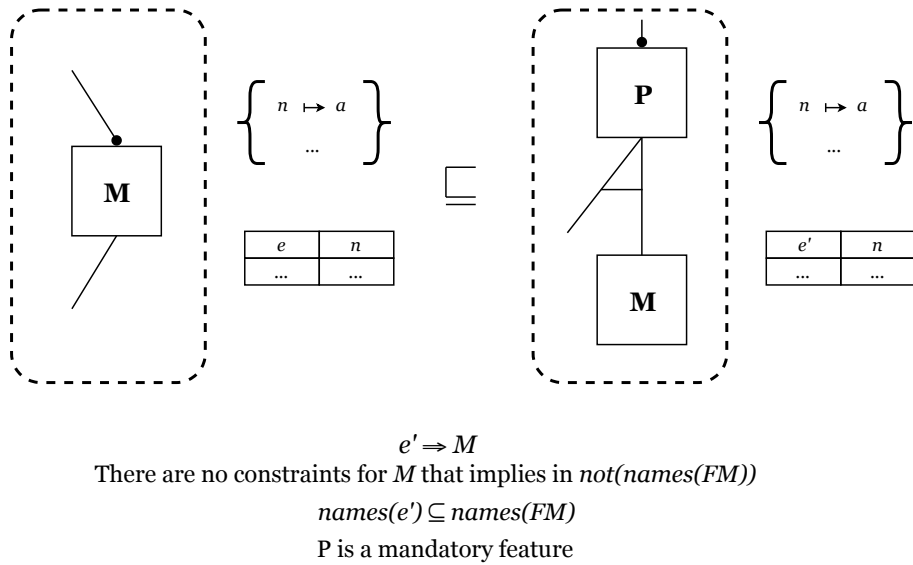 M
n ↦ a
...
e n
... ...
⊑
P
M
n ↦ a
...
e' n
... ...
e' ⇒ M
There are no constraints for M that implies in not(names(FM))
names(e') ⊆ names(FM)
P is a mandatory feature